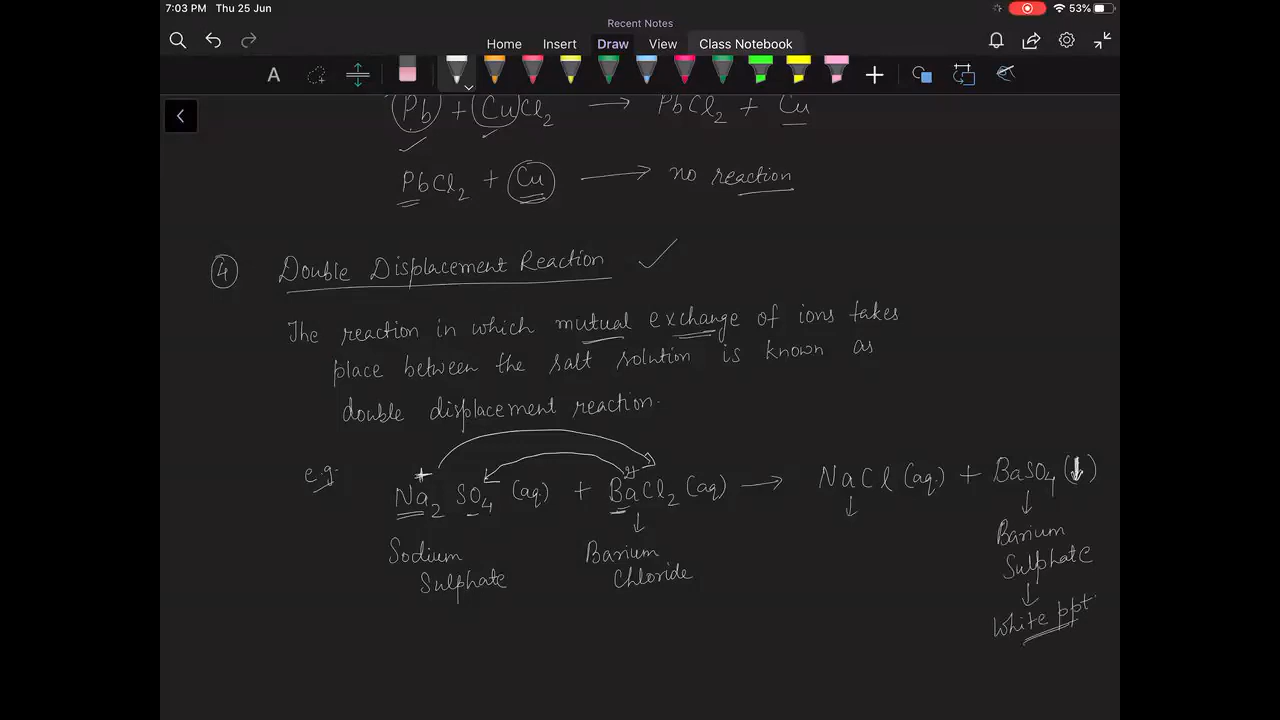 7:03 PM Thu 25 Jun
53%
Recent Notes
Home Insert Draw View Class Notebook
A
Pb + CuCl2 → PbCl2 + Cu
PbCl2 + Cu → no reaction
4 Double Displacement Reaction
The reaction in which mutual exchange of ions takes
place between the salt solution is known as
double displacement reaction.
e.g Na2SO4 (aq.) + BaCl2 (aq) → NaCl (aq.) + BaSO4 (↓)
+ 2+
Sodium Sulphate
Barium Chloride
Barium Sulphate
White ppt.